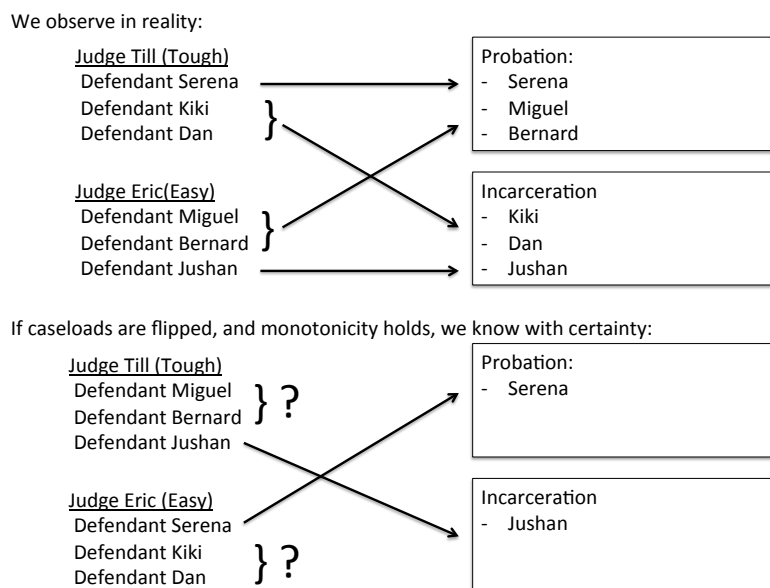 We observe in reality:
Judge Till (Tough)
Defendant Serena
Defendant Kiki
Defendant Dan
}
Judge Eric(Easy)
Defendant Miguel
Defendant Bernard
Defendant Jushan
}
Probation:
- Serena
- Miguel
- Bernard
Incarceration
- Kiki
- Dan
- Jushan
If caseloads are flipped, and monotonicity holds, we know with certainty:
Judge Till (Tough)
Defendant Miguel
Defendant Bernard
Defendant Jushan
} ?
Judge Eric (Easy)
Defendant Serena
Defendant Kiki
Defendant Dan
} ?
Probation:
- Serena
Incarceration
- Jushan